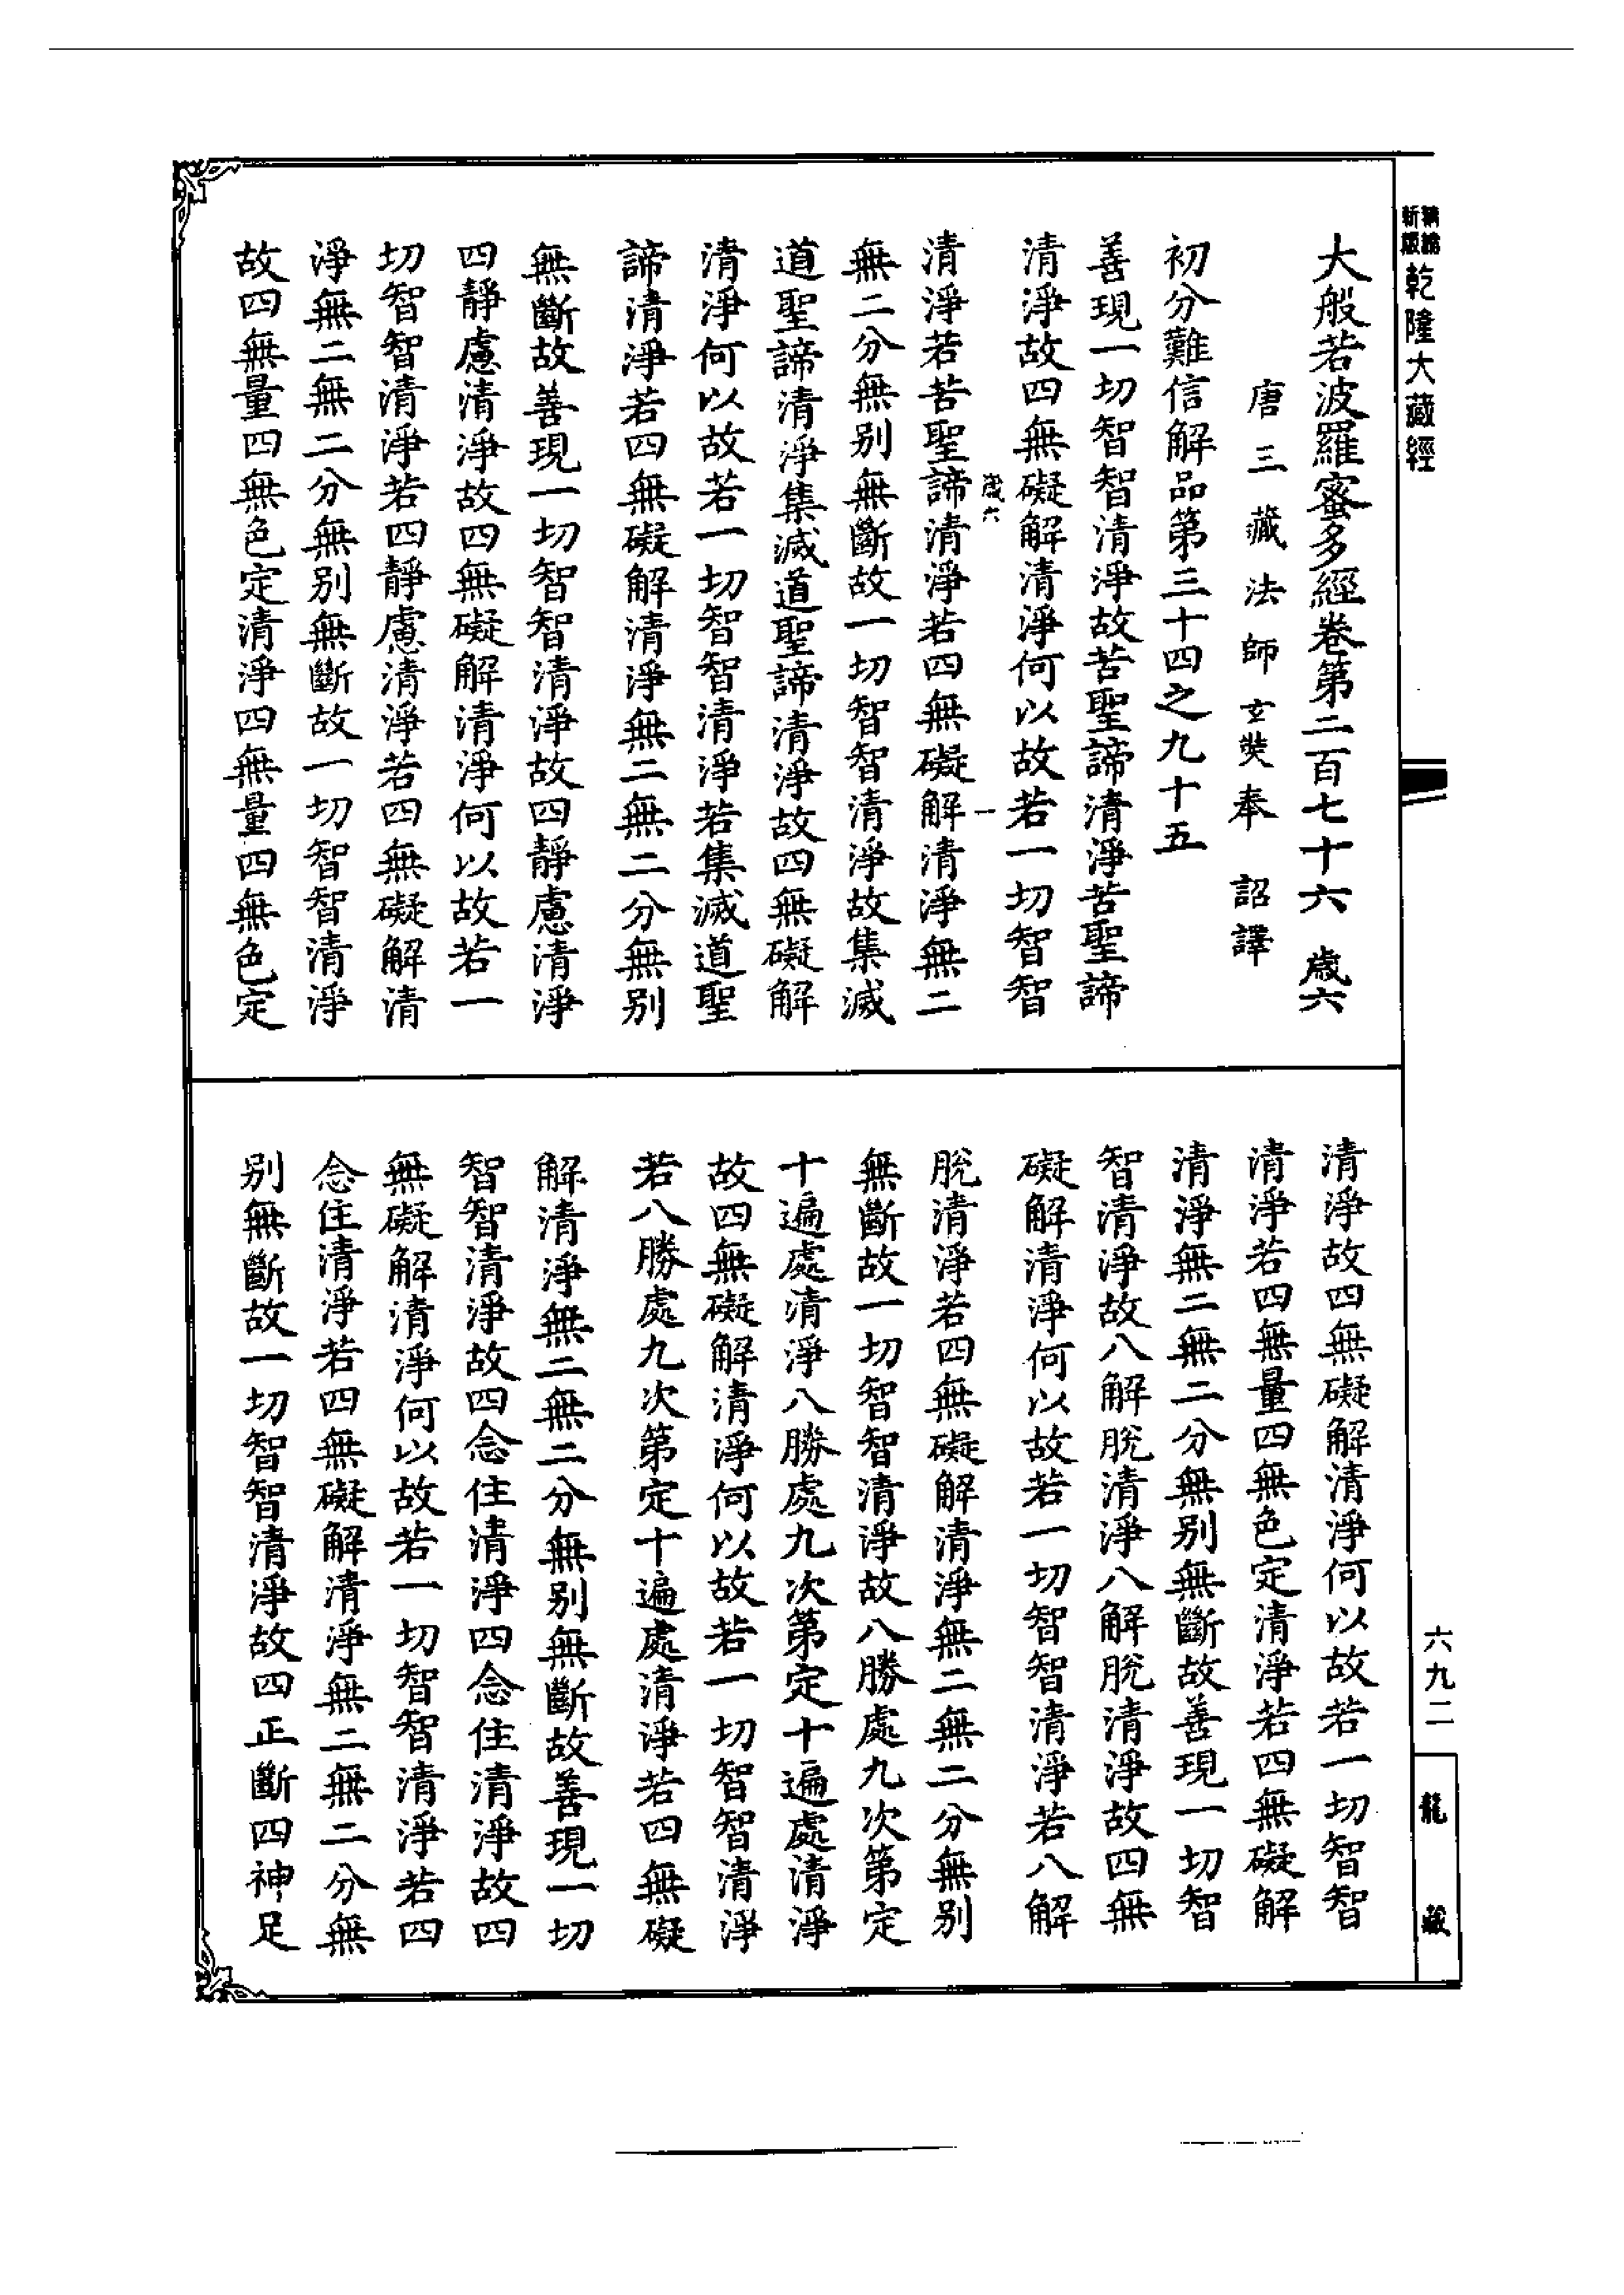 新版
精縮
乾隆大藏經
大般若波羅蜜多經卷第二百七十六　歲六
唐三藏法師玄奘奉　詔譯
初分難信解品第三十四之九十五
善現一切智智清淨故苦聖諦清淨苦聖諦
清淨故四無礙解清淨何以故若一切智智
歲六　一
清淨若苦聖諦清淨若四無礙解清淨無二
無二分無別無斷故一切智智清淨故集滅
道聖諦清淨集滅道聖諦清淨故四無礙解
清淨何以故若一切智智清淨若集滅道聖
諦清淨若四無礙解清淨無二無二分無別
無斷故善現一切智智清淨故四靜慮清淨
四靜慮清淨故四無礙解清淨何以故若一
切智智清淨若四靜慮清淨若四無礙解清
淨無二無二分無別無斷故一切智智清淨
故四無量四無色定清淨四無量四無色定
清淨故四無礙解清淨何以故若一切智智
清淨若四無量四無色定清淨若四無礙解
清淨無二無二分無別無斷故善現一切智
智清淨故八解脫清淨八解脫清淨故四無
礙解清淨何以故若一切智智清淨若八解
脫清淨若四無礙解清淨無二無二分無別
無斷故一切智智清淨故八勝處九次第定
十遍處清淨八勝處九次第定十遍處清淨
故四無礙解清淨何以故若一切智智清淨
若八勝處九次第定十遍處清淨若四無礙
解清淨無二無二分無別無斷故善現一切
智智清淨故四念住清淨四念住清淨故四
無礙解清淨何以故若一切智智清淨若四
念住清淨若四無礙解清淨無二無二分無
別無斷故一切智智清淨故四正斷四神足
六九二
龍藏